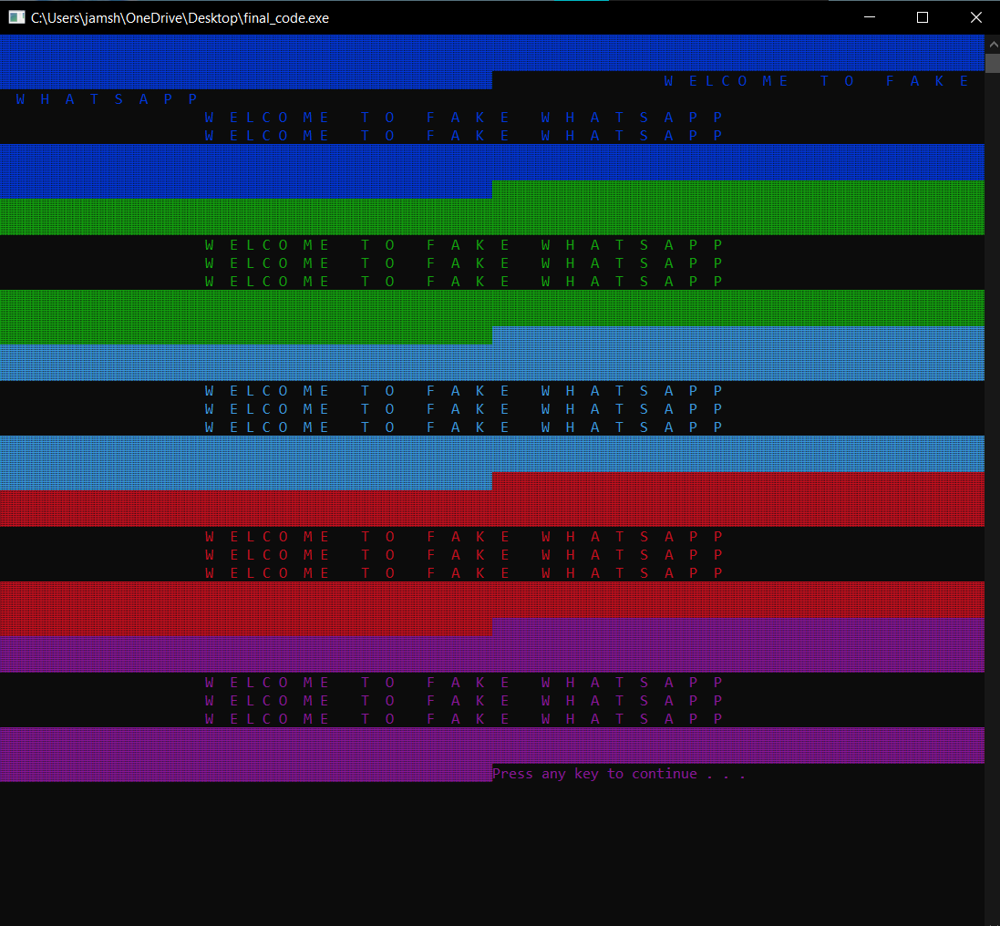 C:\Users\jamsh\OneDrive\Desktop\final_code.exe
W E L C O M E T O F A K E
W H A T S A P P
W E L C O M E T O F A K E W H A T S A P P
W E L C O M E T O F A K E W H A T S A P P
W E L C O M E T O F A K E W H A T S A P P
W E L C O M E T O F A K E W H A T S A P P
W E L C O M E T O F A K E W H A T S A P P
W E L C O M E T O F A K E W H A T S A P P
W E L C O M E T O F A K E W H A T S A P P
W E L C O M E T O F A K E W H A T S A P P
W E L C O M E T O F A K E W H A T S A P P
W E L C O M E T O F A K E W H A T S A P P
W E L C O M E T O F A K E W H A T S A P P
W E L C O M E T O F A K E W H A T S A P P
W E L C O M E T O F A K E W H A T S A P P
W E L C O M E T O F A K E W H A T S A P P
Press any key to continue . . .